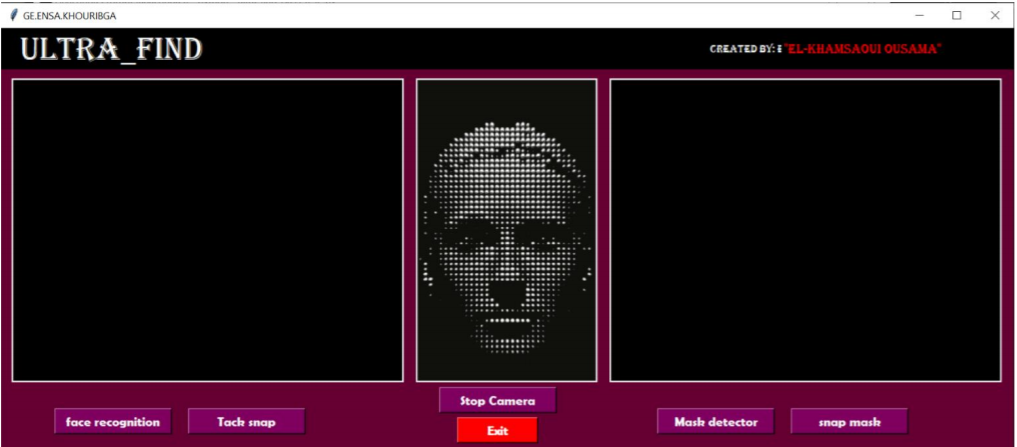 GE.ENSA.KHOURIBGA
ULTRA_FIND
CREATED BY: "EL-KHAMSAOUI OUSAMA"
Stop Camera
face recognition
Tack snap
Exit
Mask detector
snap mask